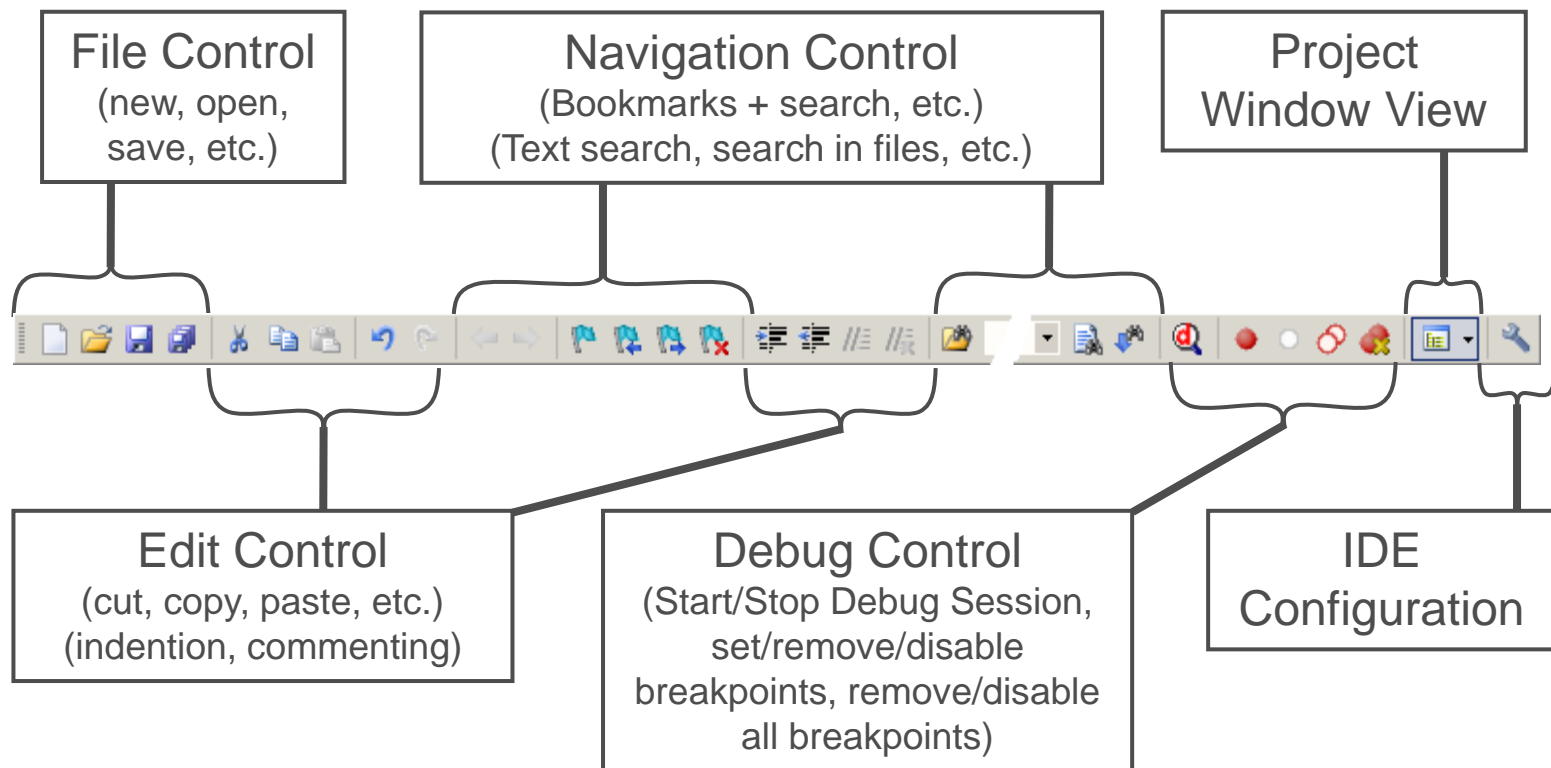 File Control
(new, open,
save, etc.)
Navigation Control
(Bookmarks + search, etc.)
(Text search, search in files, etc.)
Project
Window View
Edit Control
(cut, copy, paste, etc.)
(indention, commenting)
Debug Control
(Start/Stop Debug Session,
set/remove/disable
breakpoints, remove/disable
all breakpoints)
IDE
Configuration